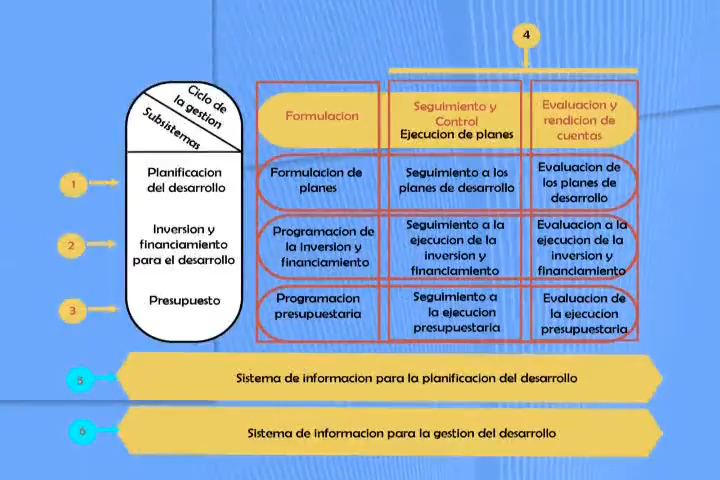 4
Ciclo de
la gestion
Subsistemas
Formulacion
Seguimiento y
Control
Ejecucion de planes
Evaluacion y
rendicion de
cuentas
1
Planificacion
del desarrollo
Formulacion de
planes
Seguimiento a los
planes de desarrollo
Evaluacion de
los planes de
desarrollo
2
Inversion y
financiamiento
para el desarrollo
Programacion de
la inversion y
financiamiento
Seguimiento a la
ejecucion de la
inversion y
financiamiento
Evaluacion a la
ejecucion de la
inversion y
financiamiento
3
Presupuesto
Programacion
presupuestaria
Seguimiento a
la ejecucion
presupuestaria
Evaluacion de
la ejecucion
presupuestaria
5
Sistema de informacion para la planificacion del desarrollo
6
Sistema de informacion para la gestion del desarrollo